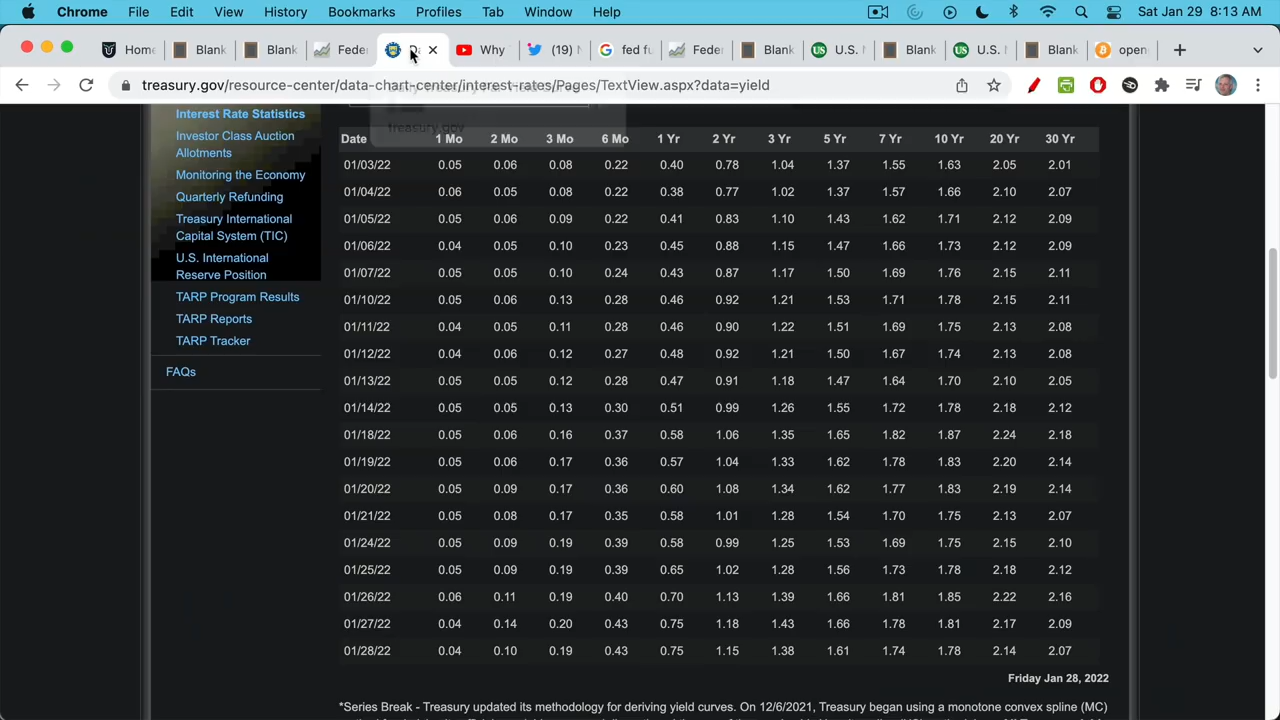 Chrome File Edit View History Bookmarks Profiles Tab Window Help Sat Jan 29 8:13 AM
Home Blank Blank Feder D Why (19) N fed fu Feder Blank U.S. N Blank U.S. N Blank open
treasury.gov/resource-center/data-chart-center/interest-rates/Pages/TextView.aspx?data=yield
treasury.gov
Interest Rate Statistics
Investor Class Auction
Allotments
Monitoring the Economy
Quarterly Refunding
Treasury International
Capital System (TIC)
U.S. International
Reserve Position
TARP Program Results
TARP Reports
TARP Tracker
FAQs
Date 1 Mo 2 Mo 3 Mo 6 Mo 1 Yr 2 Yr 3 Yr 5 Yr 7 Yr 10 Yr 20 Yr 30 Yr
01/03/22 0.05 0.06 0.08 0.22 0.40 0.78 1.04 1.37 1.55 1.63 2.05 2.01
01/04/22 0.06 0.05 0.08 0.22 0.38 0.77 1.02 1.37 1.57 1.66 2.10 2.07
01/05/22 0.05 0.06 0.09 0.22 0.41 0.83 1.10 1.43 1.62 1.71 2.12 2.09
01/06/22 0.04 0.05 0.10 0.23 0.45 0.88 1.15 1.47 1.66 1.73 2.12 2.09
01/07/22 0.05 0.05 0.10 0.24 0.43 0.87 1.17 1.50 1.69 1.76 2.15 2.11
01/10/22 0.05 0.06 0.13 0.28 0.46 0.92 1.21 1.53 1.71 1.78 2.15 2.11
01/11/22 0.04 0.05 0.11 0.28 0.46 0.90 1.22 1.51 1.69 1.75 2.13 2.08
01/12/22 0.04 0.06 0.12 0.27 0.48 0.92 1.21 1.50 1.67 1.74 2.13 2.08
01/13/22 0.05 0.05 0.12 0.28 0.47 0.91 1.18 1.47 1.64 1.70 2.10 2.05
01/14/22 0.05 0.05 0.13 0.30 0.51 0.99 1.26 1.55 1.72 1.78 2.18 2.12
01/18/22 0.05 0.06 0.16 0.37 0.58 1.06 1.35 1.65 1.82 1.87 2.24 2.18
01/19/22 0.05 0.06 0.17 0.36 0.57 1.04 1.33 1.62 1.78 1.83 2.20 2.14
01/20/22 0.05 0.09 0.17 0.36 0.60 1.08 1.34 1.62 1.77 1.83 2.19 2.14
01/21/22 0.05 0.08 0.17 0.35 0.58 1.01 1.28 1.54 1.70 1.75 2.13 2.07
01/24/22 0.05 0.09 0.19 0.39 0.58 0.99 1.25 1.53 1.69 1.75 2.15 2.10
01/25/22 0.05 0.09 0.19 0.39 0.65 1.02 1.28 1.56 1.73 1.78 2.18 2.12
01/26/22 0.06 0.11 0.19 0.40 0.70 1.13 1.39 1.66 1.81 1.85 2.22 2.16
01/27/22 0.04 0.14 0.20 0.43 0.75 1.18 1.43 1.66 1.78 1.81 2.17 2.09
01/28/22 0.04 0.10 0.19 0.43 0.75 1.15 1.38 1.61 1.74 1.78 2.14 2.07
Friday Jan 28, 2022
*Series Break - Treasury updated its methodology for deriving yield curves. On 12/6/2021, Treasury began using a monotone convex spline (MC)